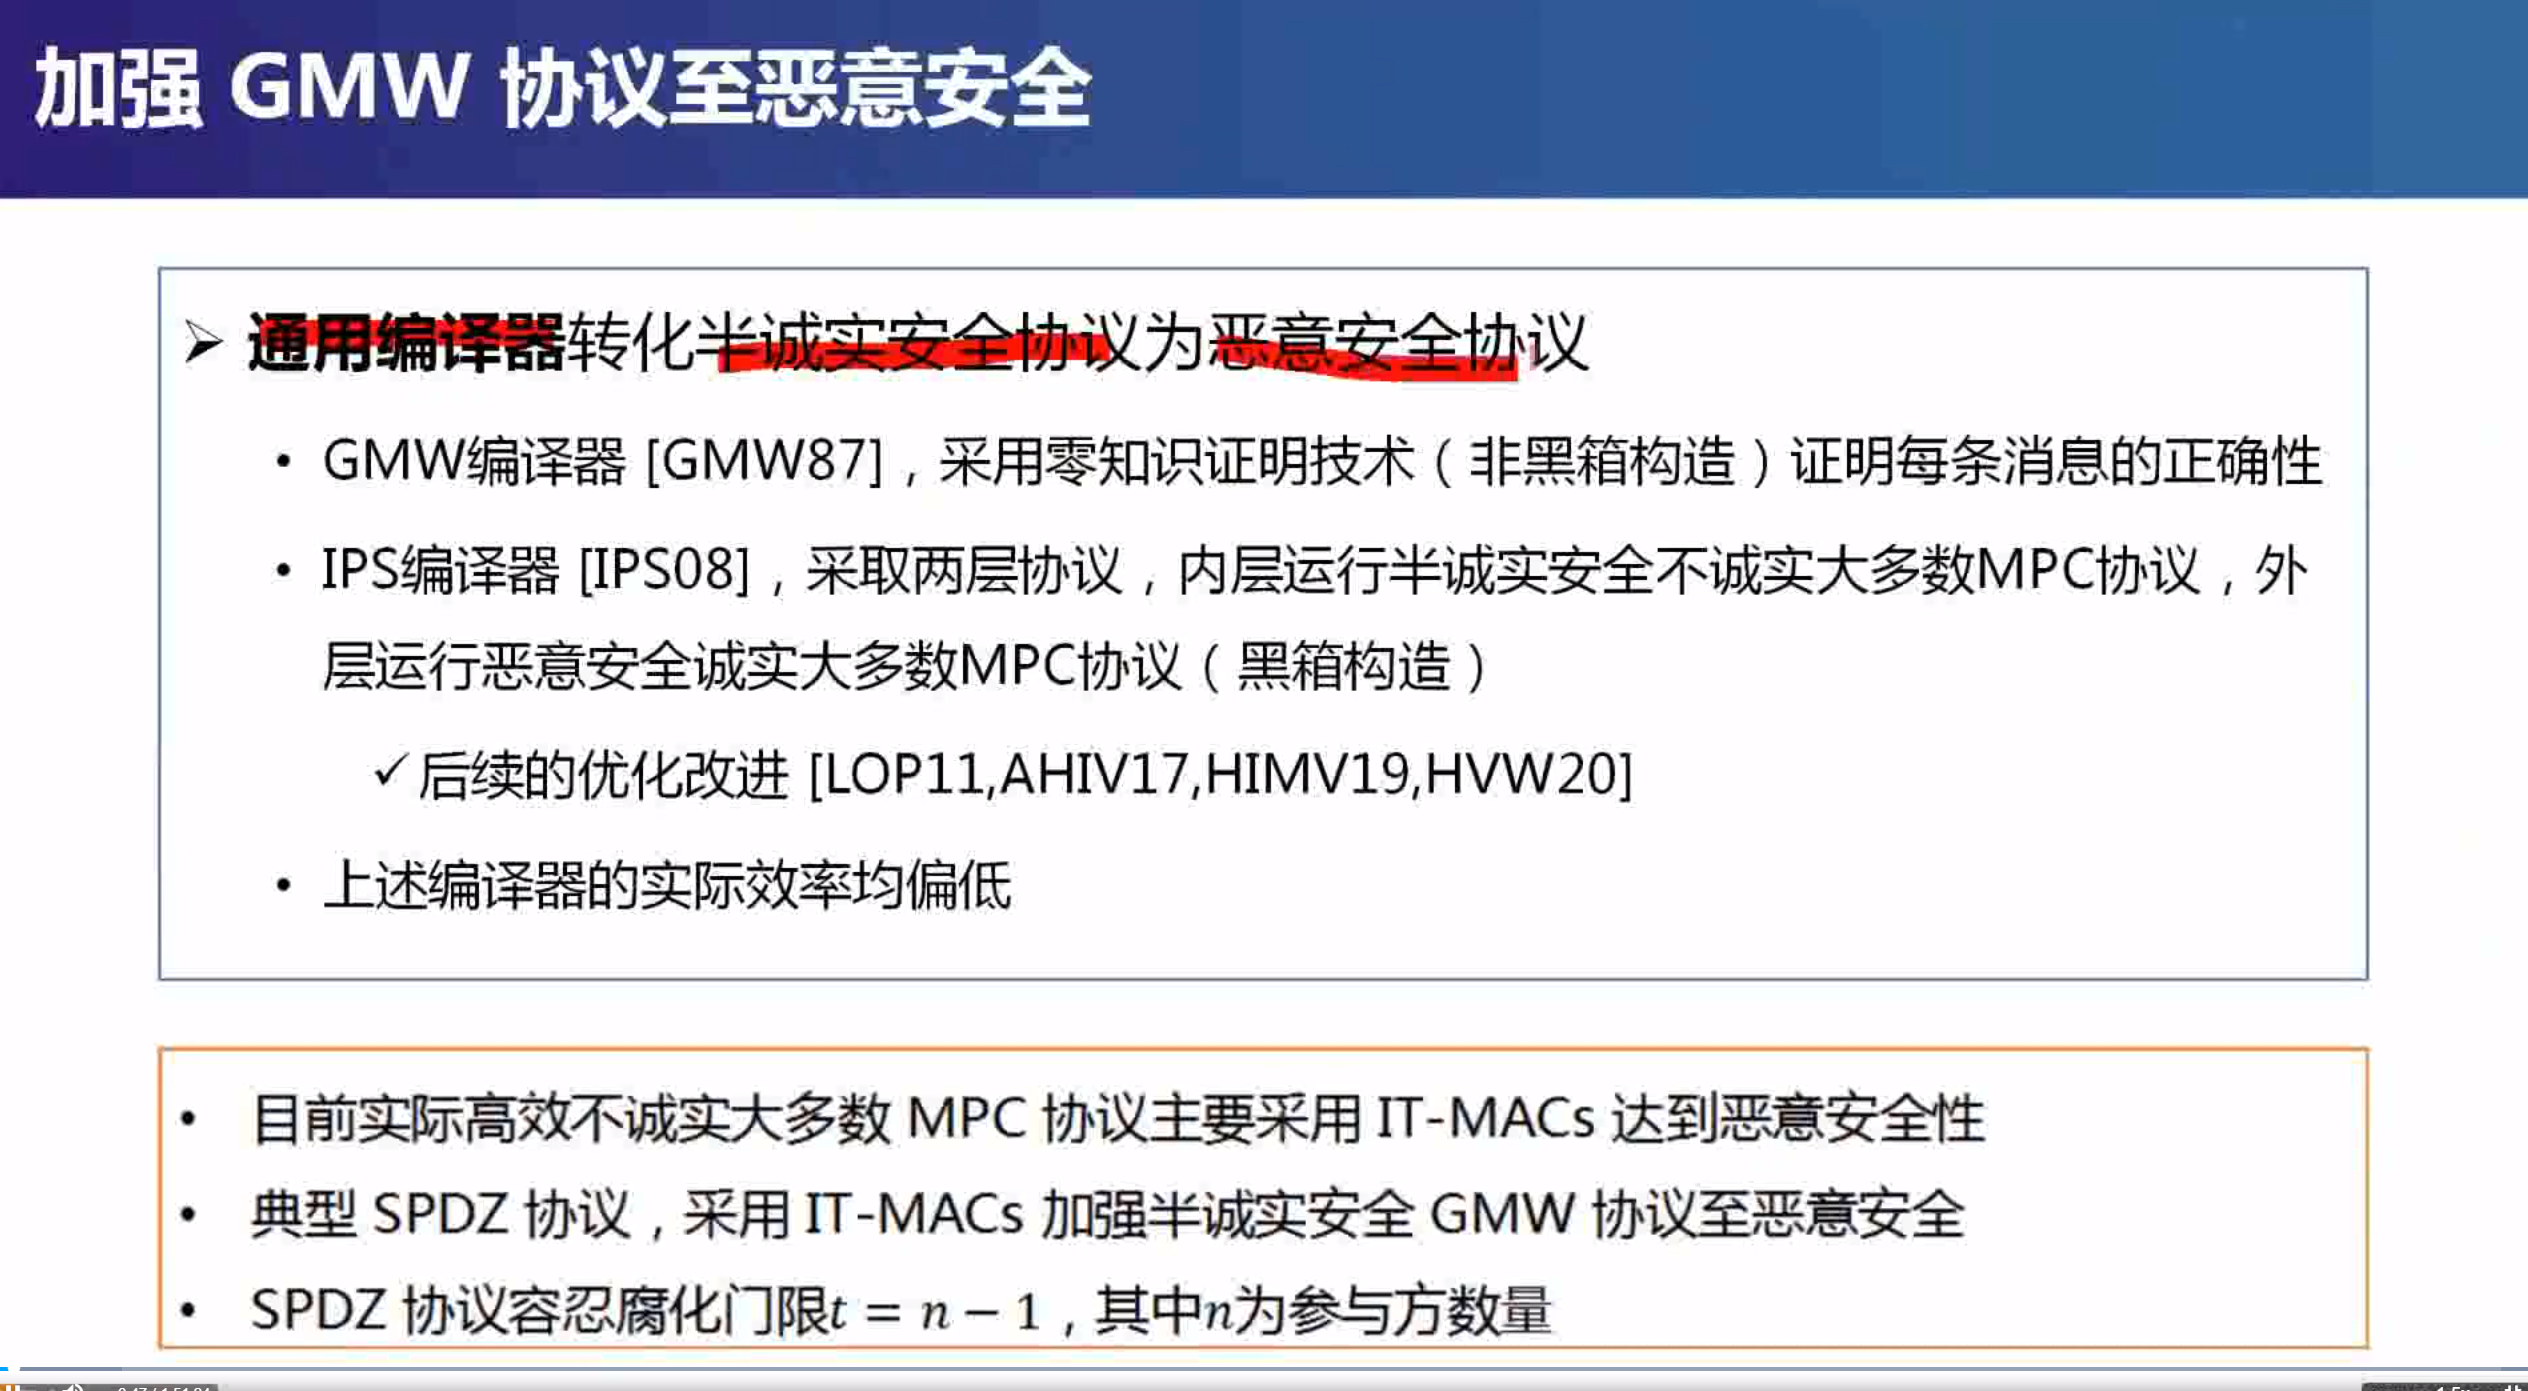 加强 GMW 协议至恶意安全
➢ 通用编译器转化半诚实安全协议为恶意安全协议
• GMW编译器 [GMW87]，采用零知识证明技术（非黑箱构造）证明每条消息的正确性
• IPS编译器 [IPS08]，采取两层协议，内层运行半诚实安全不诚实大多数MPC协议，外
层运行恶意安全诚实大多数MPC协议（黑箱构造）
✓后续的优化改进 [LOP11,AHIV17,HIMV19,HVW20]
• 上述编译器的实际效率均偏低
• 目前实际高效不诚实大多数 MPC 协议主要采用 IT-MACs 达到恶意安全性
• 典型 SPDZ 协议，采用 IT-MACs 加强半诚实安全 GMW 协议至恶意安全
• SPDZ 协议容忍腐化门限t = n − 1，其中n为参与方数量